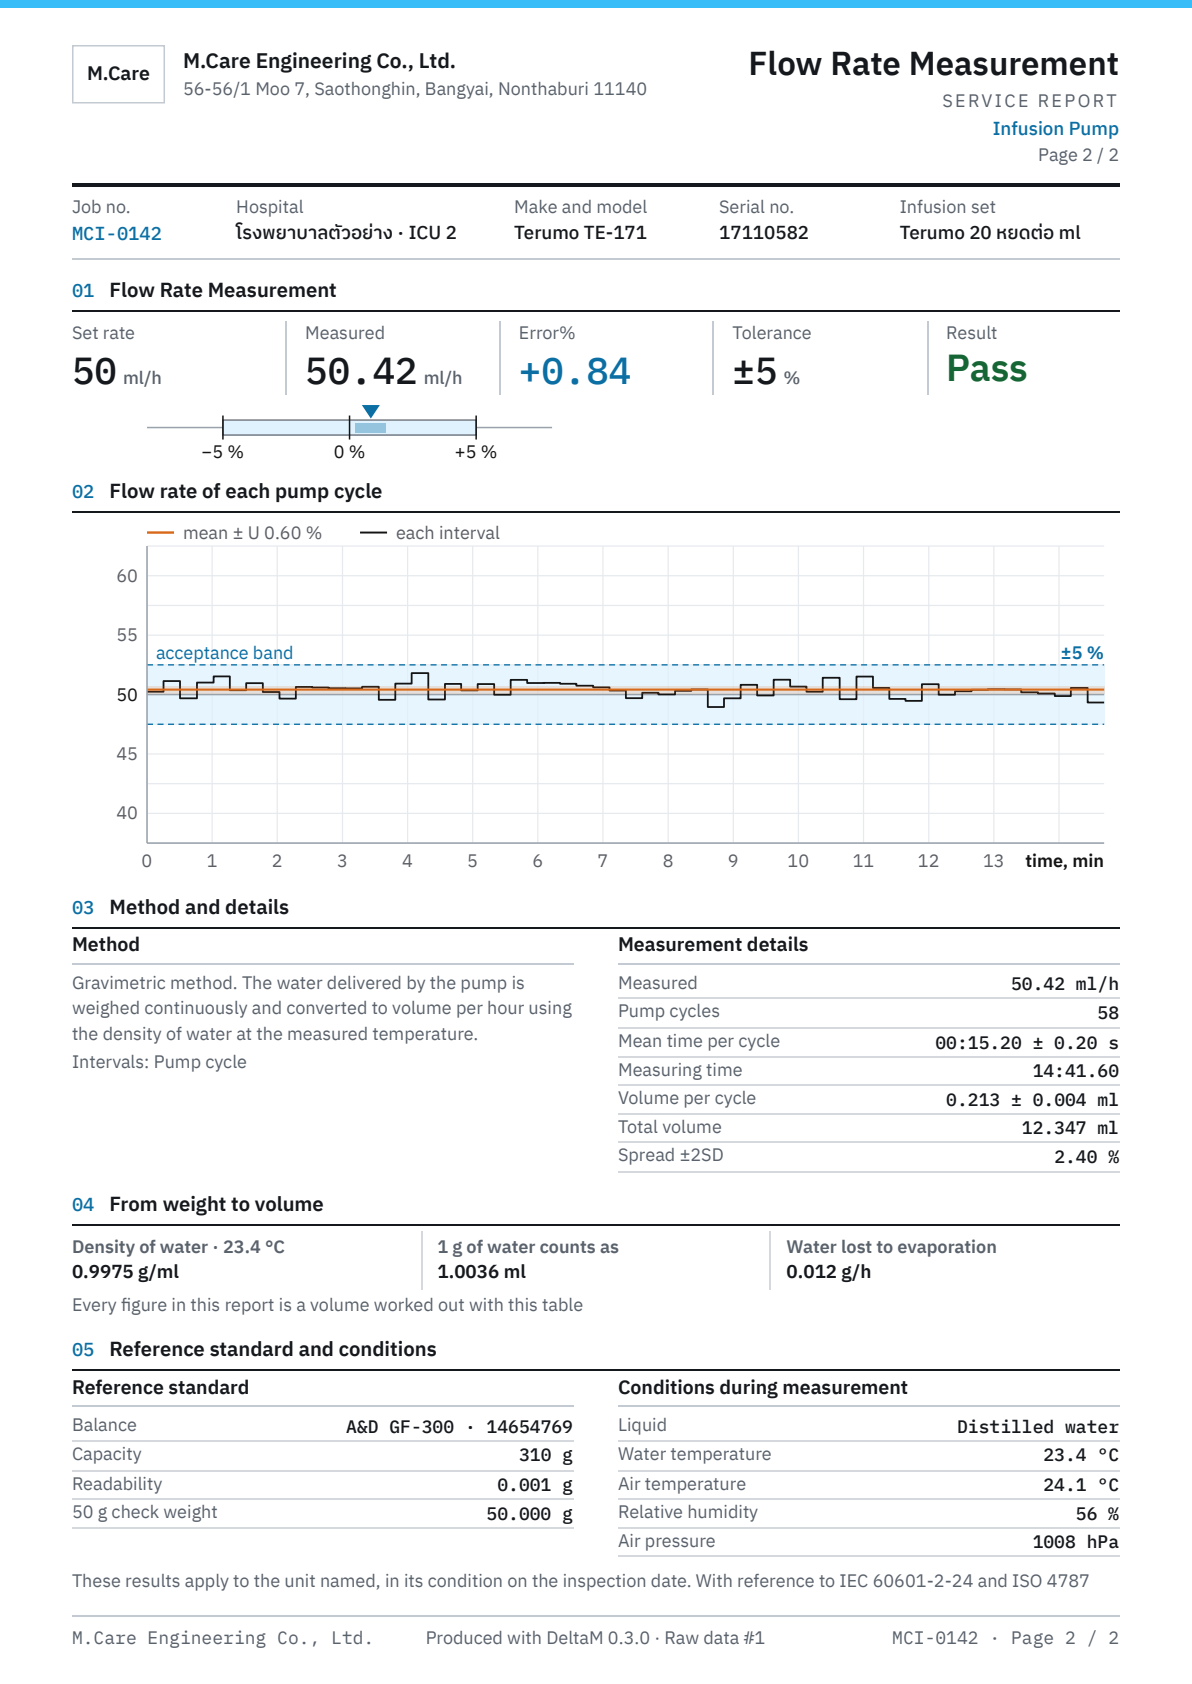 M.Care
M.Care Engineering Co., Ltd.
56-56/1 Moo 7, Saothonghin, Bangyai, Nonthaburi 11140
Flow Rate Measurement
SERVICE REPORT
Infusion Pump
Page 2 / 2
Job no. Hospital Make and model Serial no. Infusion set
MCI-0142 โรงพยาบาลตัวอย่าง · ICU 2 Terumo TE-171 17110582 Terumo 20 หยดต่อ ml
01 Flow Rate Measurement
Set rate Measured Error% Tolerance Result
50 ml/h 50.42 ml/h +0.84 ±5 % Pass
−5 % 0 % +5 %
02 Flow rate of each pump cycle
mean ± U 0.60 % each interval
60
55
acceptance band ±5 %
50
45
40
0 1 2 3 4 5 6 7 8 9 10 11 12 13 time, min
03 Method and details
Method
Gravimetric method. The water delivered by the pump is
weighed continuously and converted to volume per hour using
the density of water at the measured temperature.
Intervals: Pump cycle
Measurement details
Measured 50.42 ml/h
Pump cycles 58
Mean time per cycle 00:15.20 ± 0.20 s
Measuring time 14:41.60
Volume per cycle 0.213 ± 0.004 ml
Total volume 12.347 ml
Spread ±2SD 2.40 %
04 From weight to volume
Density of water · 23.4 °C 1 g of water counts as Water lost to evaporation
0.9975 g/ml 1.0036 ml 0.012 g/h
Every figure in this report is a volume worked out with this table
05 Reference standard and conditions
Reference standard
Balance A&D GF-300 · 14654769
Capacity 310 g
Readability 0.001 g
50 g check weight 50.000 g
Conditions during measurement
Liquid Distilled water
Water temperature 23.4 °C
Air temperature 24.1 °C
Relative humidity 56 %
Air pressure 1008 hPa
These results apply to the unit named, in its condition on the inspection date. With reference to IEC 60601-2-24 and ISO 4787
M.Care Engineering Co., Ltd. Produced with DeltaM 0.3.0 · Raw data #1 MCI-0142 · Page 2 / 2